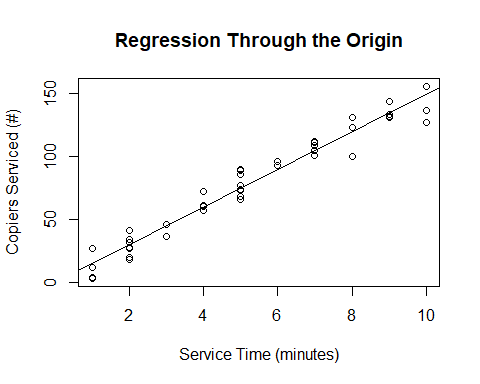 Regression Through the Origin
Copiers Serviced (#)
150
100
50
0
2 4 6 8 10
Service Time (minutes)